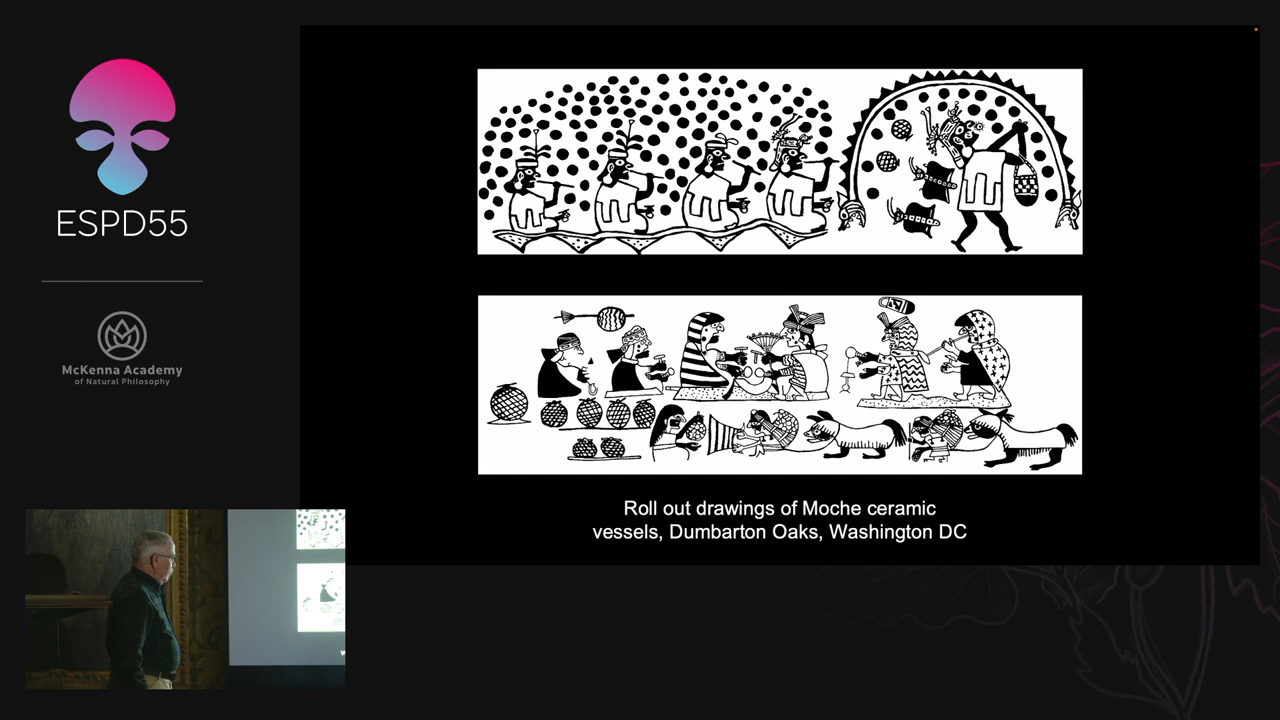 ESPD55
McKenna Academy
of Natural Philosophy
Roll out drawings of Moche ceramic
vessels, Dumbarton Oaks, Washington DC